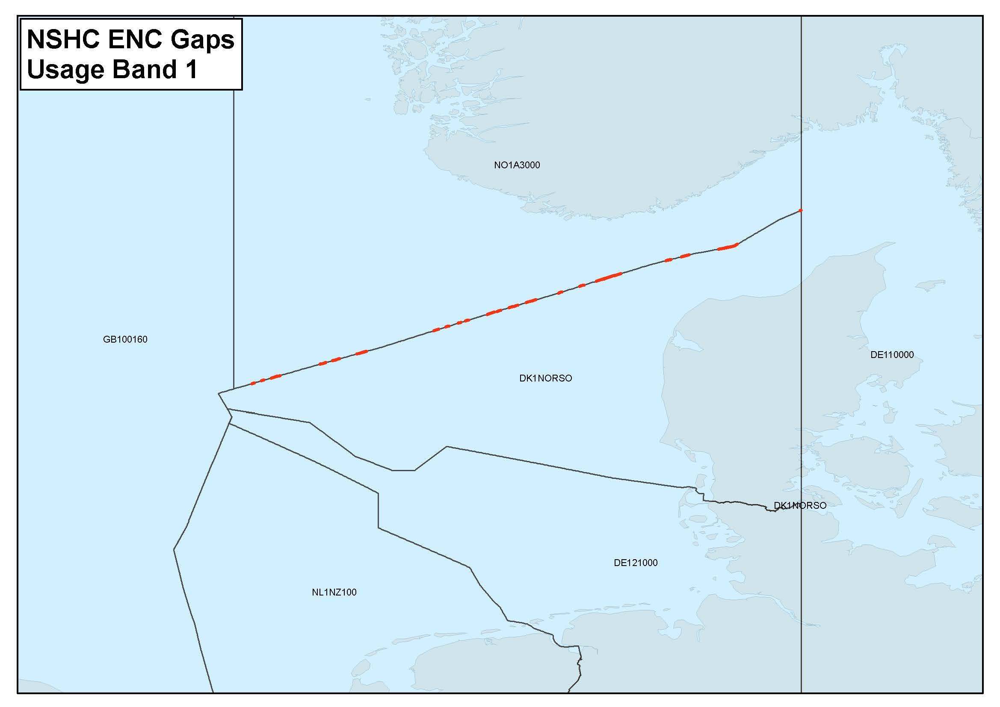 NSHC ENC Gaps
Usage Band 1
NO1A3000
GB100160
DE110000
DK1NORSO
DK1NORSO
DE121000
NL1NZ100